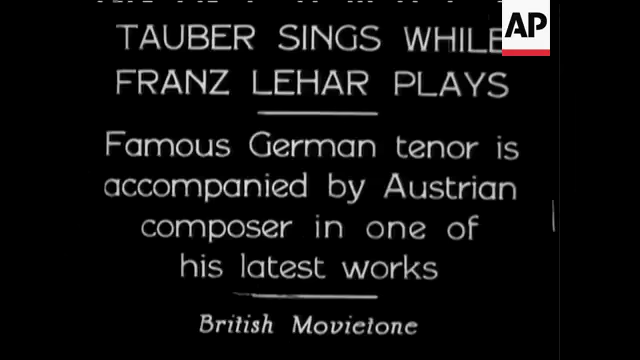 AP
TAUBER SINGS WHILE
FRANZ LEHAR PLAYS
Famous German tenor is
accompanied by Austrian
composer in one of
his latest works
British Movietone